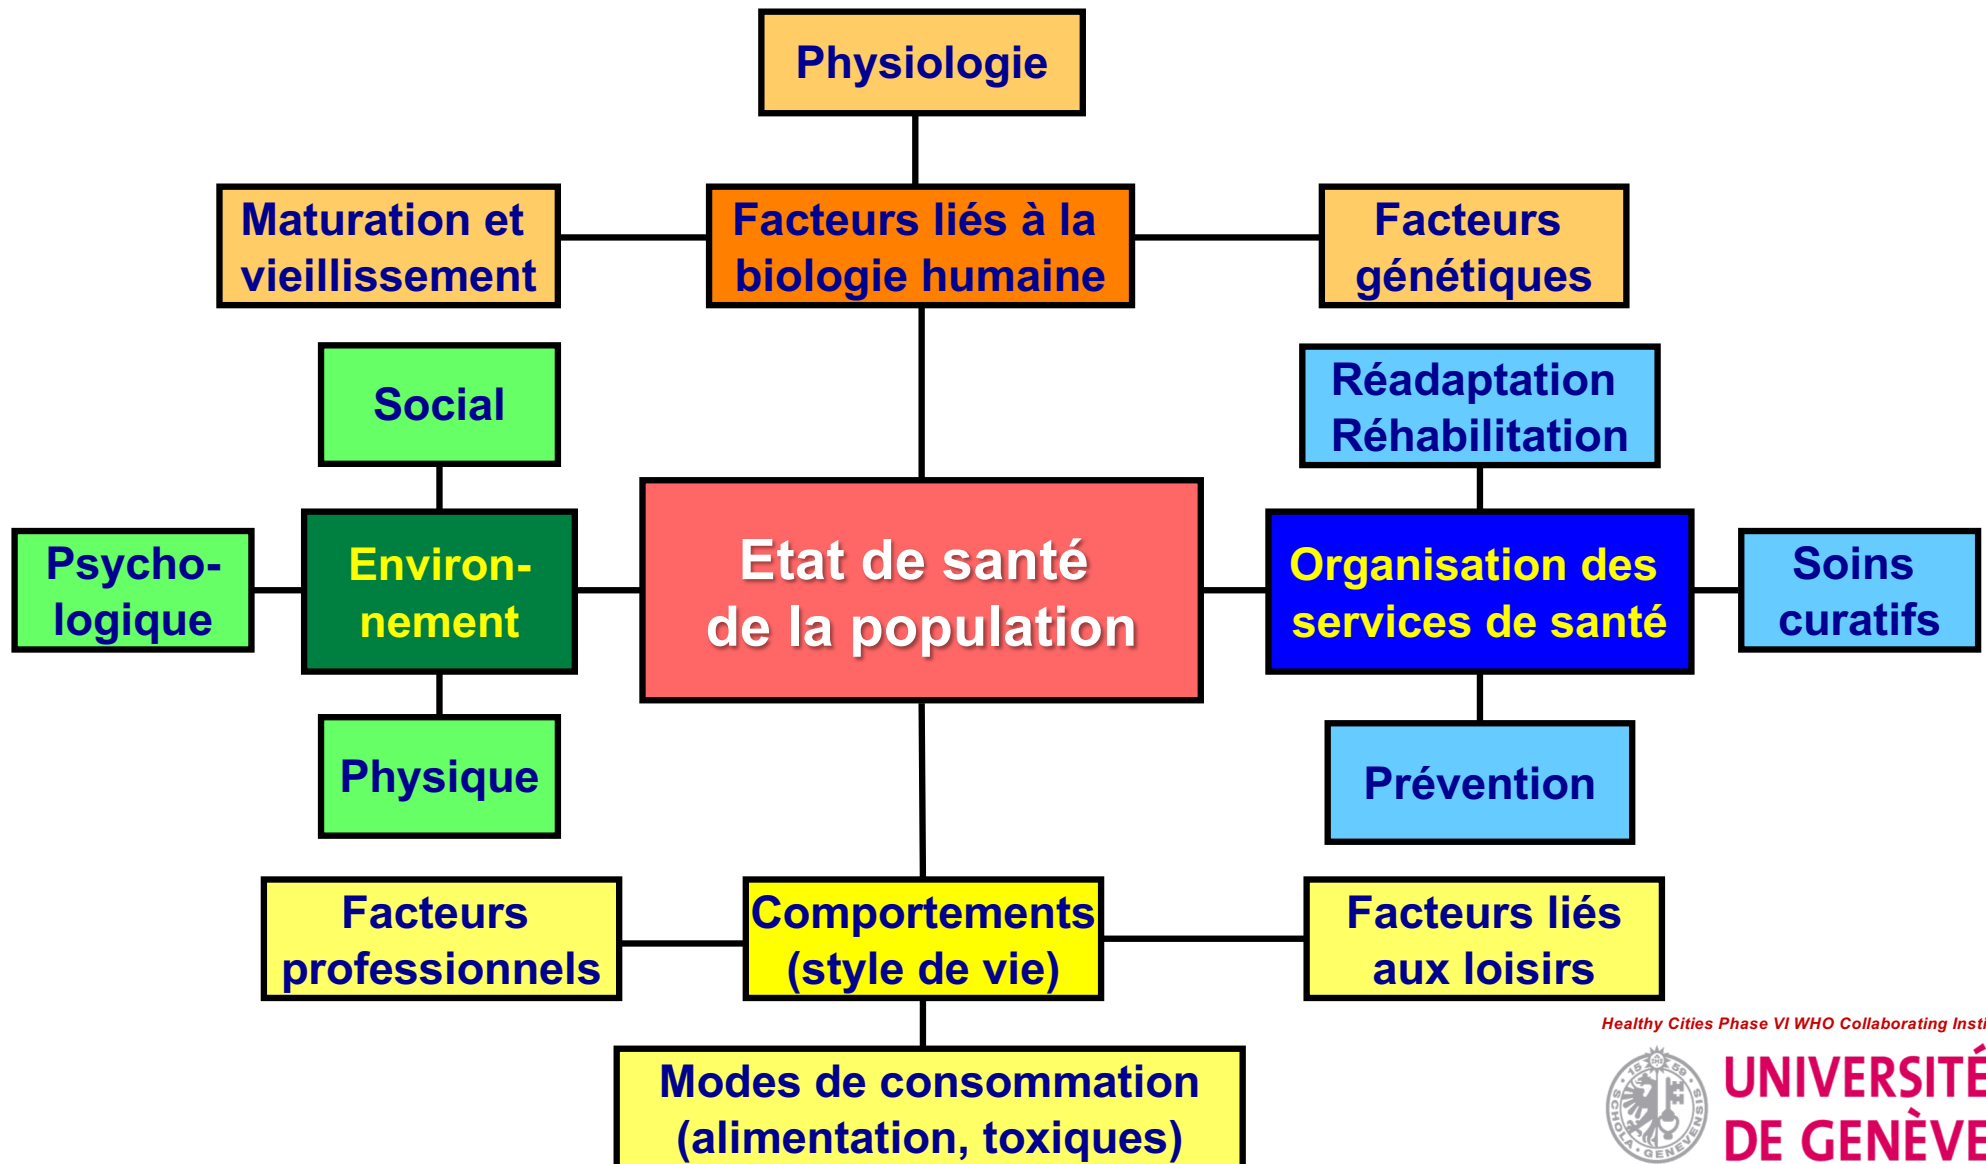 Physiologie
Maturation et
vieillissement
Facteurs liés à la
biologie humaine
Facteurs
génétiques
Social
Réadaptation
Réhabilitation
Psycho-
logique
Environ-
nement
Etat de santé
de la population
Organisation des
services de santé
Soins
curatifs
Physique
Prévention
Facteurs
professionnels
Comportements
(style de vie)
Facteurs liés
aux loisirs
Modes de consommation
(alimentation, toxiques)
Healthy Cities Phase VI WHO Collaborating Insti
UNIVERSITÉ
DE GENÈVE
SCHOLA GENEVENSIS
1559